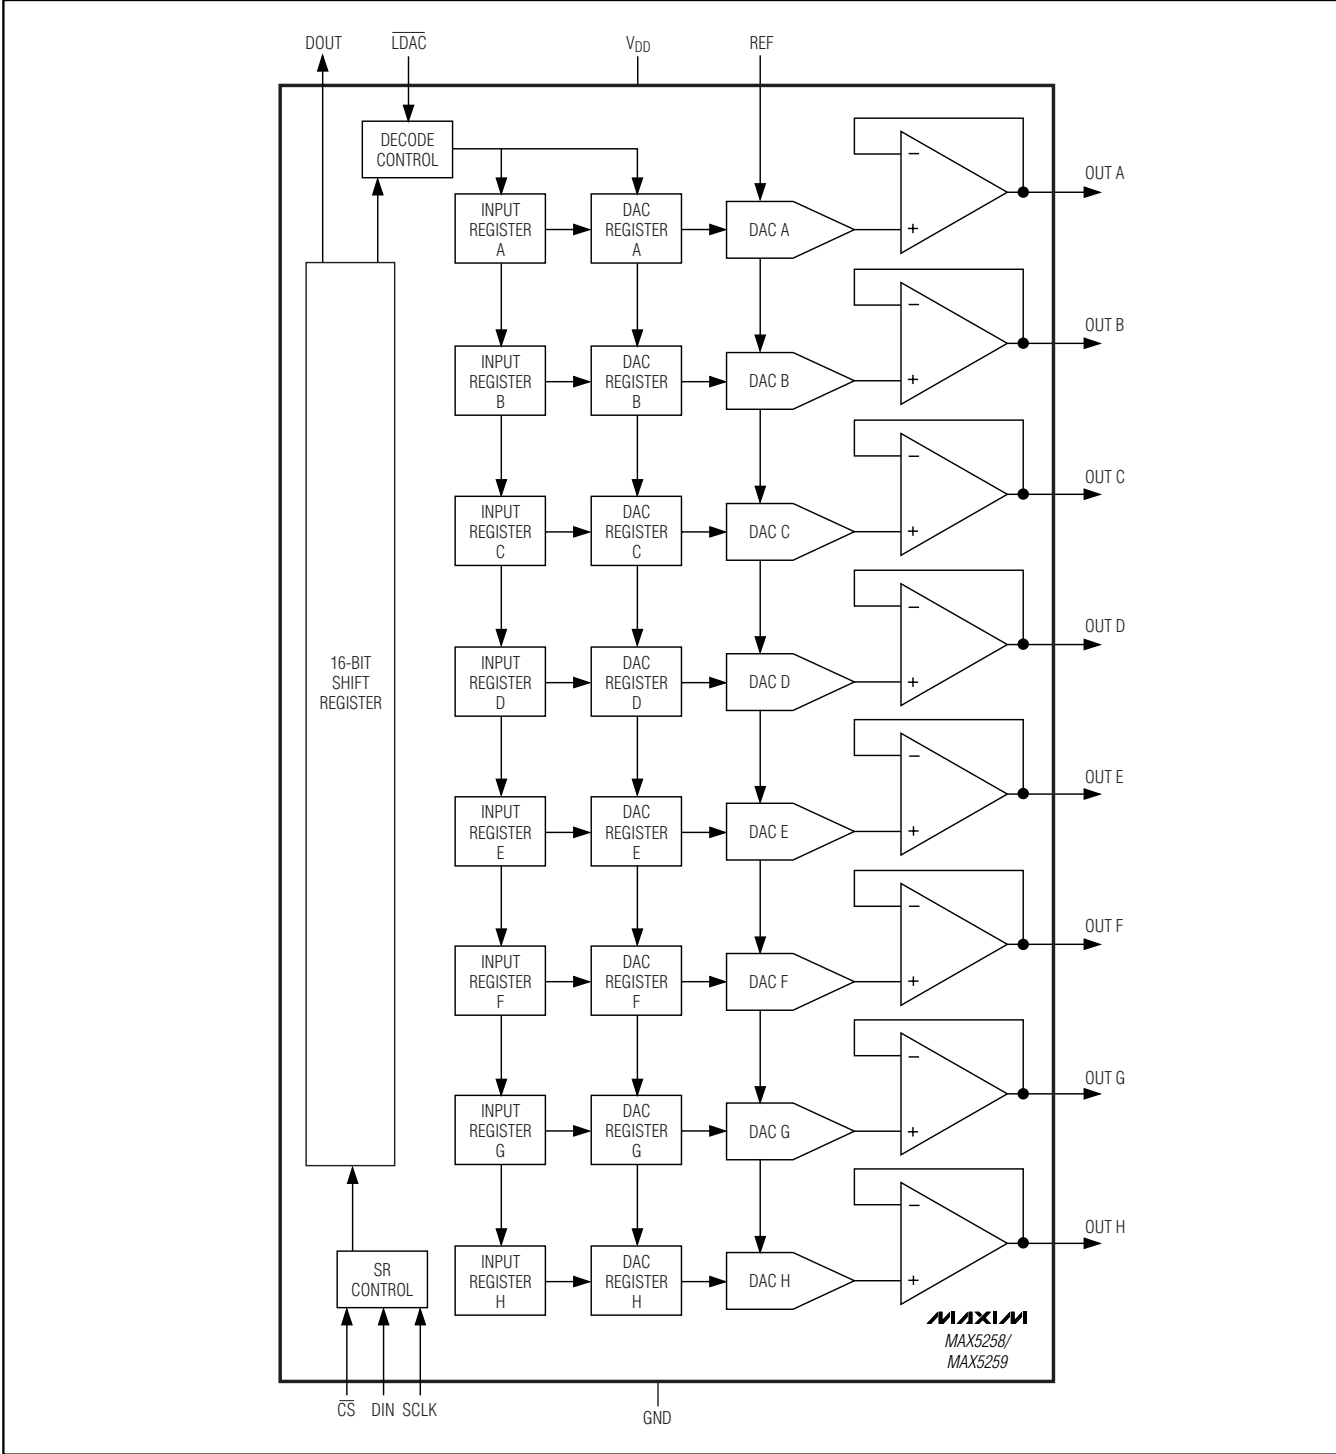 DOUT
LDAC
VDD
REF
DECODE
CONTROL
INPUT
REGISTER
A
DAC
REGISTER
A
DAC A
−
+
OUT A
INPUT
REGISTER
B
DAC
REGISTER
B
DAC B
−
+
OUT B
INPUT
REGISTER
C
DAC
REGISTER
C
DAC C
−
+
OUT C
16-BIT
SHIFT
REGISTER
INPUT
REGISTER
D
DAC
REGISTER
D
DAC D
−
+
OUT D
INPUT
REGISTER
E
DAC
REGISTER
E
DAC E
−
+
OUT E
INPUT
REGISTER
F
DAC
REGISTER
F
DAC F
−
+
OUT F
INPUT
REGISTER
G
DAC
REGISTER
G
DAC G
−
+
OUT G
SR
CONTROL
INPUT
REGISTER
H
DAC
REGISTER
H
DAC H
−
+
OUT H
MAXIM
MAX5258/
MAX5259
CS
DIN
SCLK
GND